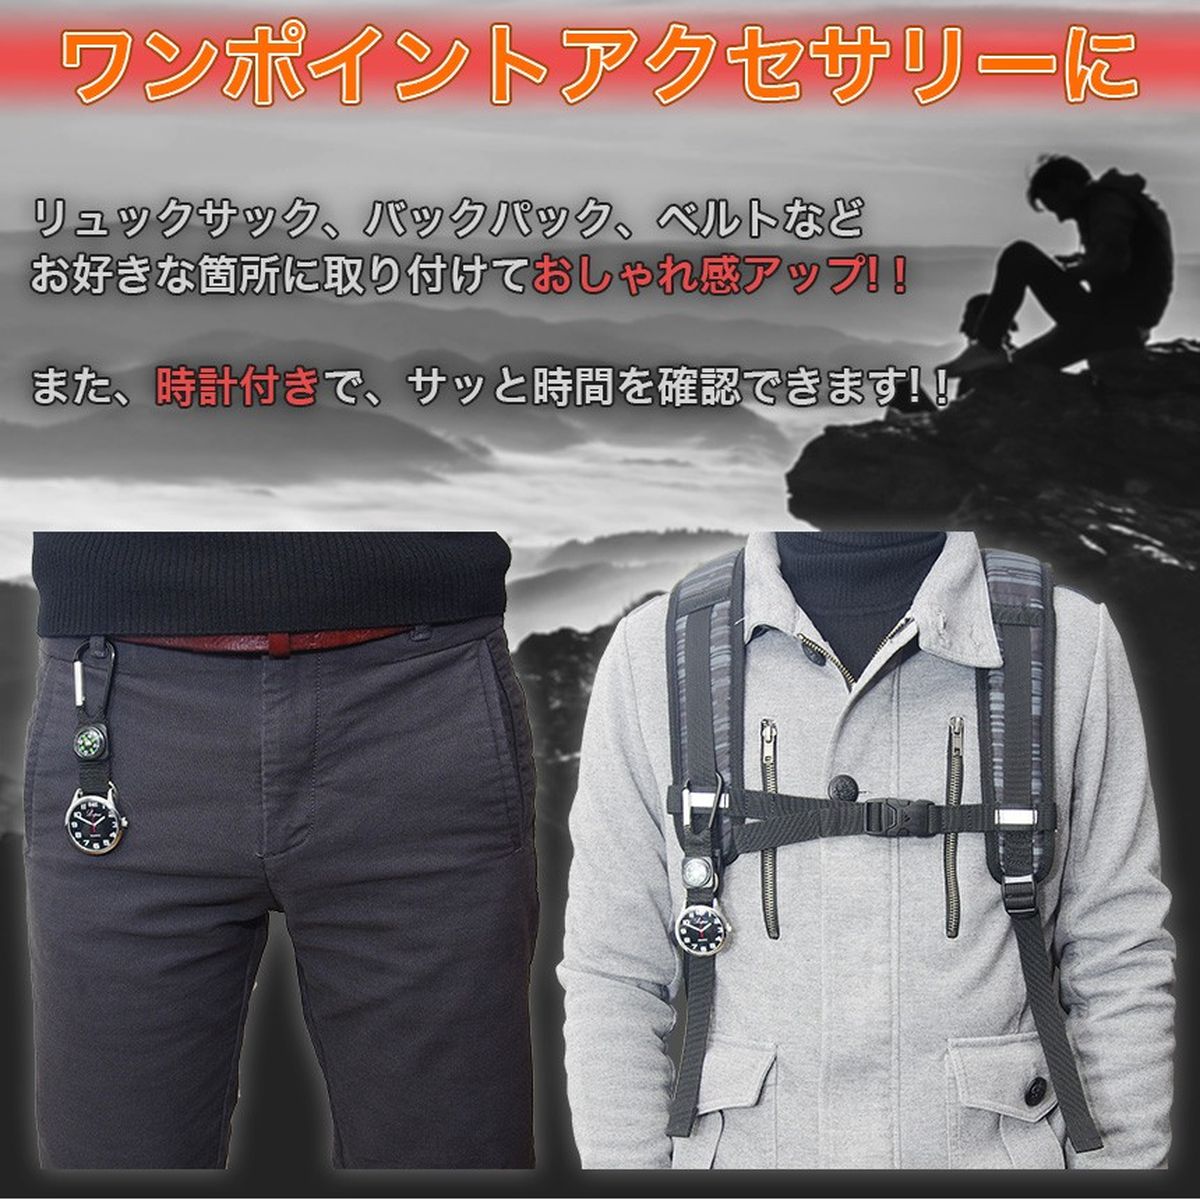 ワンポイントアクセサリーに
リュックサック、バックパック、ベルトなど
お好きな箇所に取り付けておしゃれ感アップ!！
また、時計付きで、サッと時間を確認できます!！